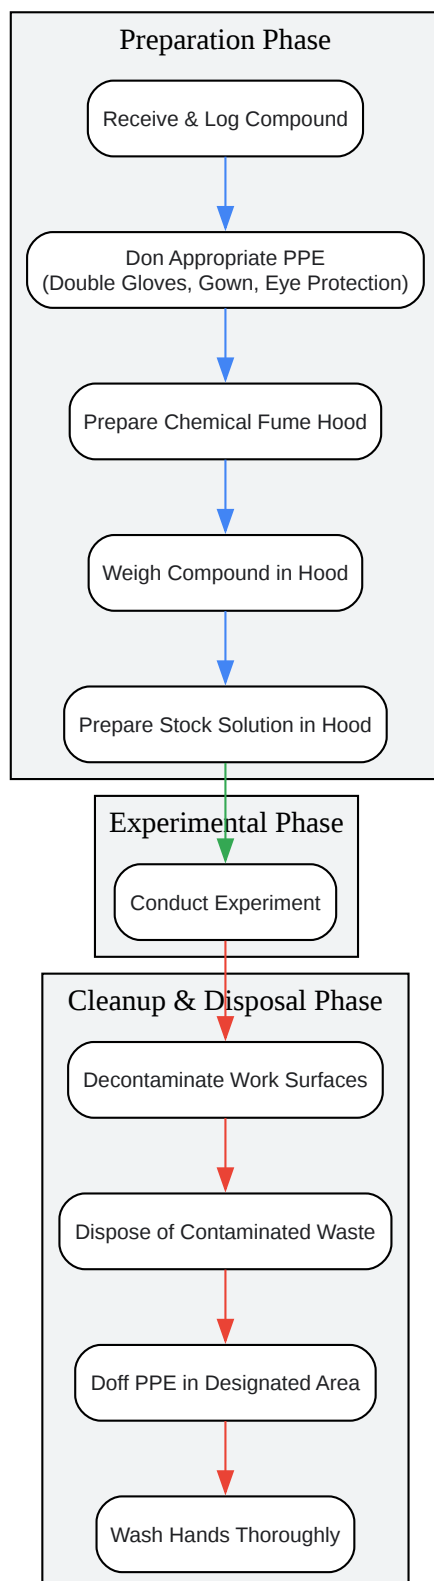 Preparation Phase
Receive & Log Compound
Don Appropriate PPE
(Double Gloves, Gown, Eye Protection)
Prepare Chemical Fume Hood
Weigh Compound in Hood
Prepare Stock Solution in Hood
Experimental Phase
Conduct Experiment
Cleanup & Disposal Phase
Decontaminate Work Surfaces
Dispose of Contaminated Waste
Doff PPE in Designated Area
Wash Hands Thoroughly